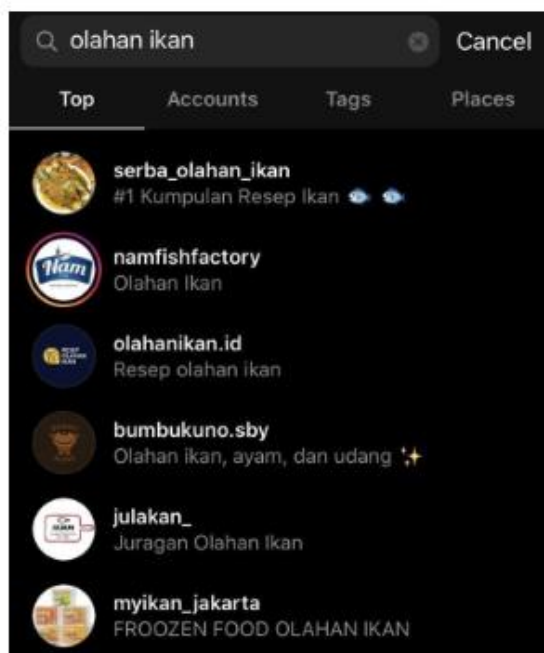 olahan ikan Cancel
Top Accounts Tags Places
serba_olahan_ikan
#1 Kumpulan Resep Ikan 🐟 🐟
Nam
namfishfactory
Olahan Ikan
olahanikan.id
Resep olahan ikan
bumbukuno.sby
Olahan ikan, ayam, dan udang ✨
julakan_
Juragan Olahan Ikan
myikan_jakarta
FROOZEN FOOD OLAHAN IKAN